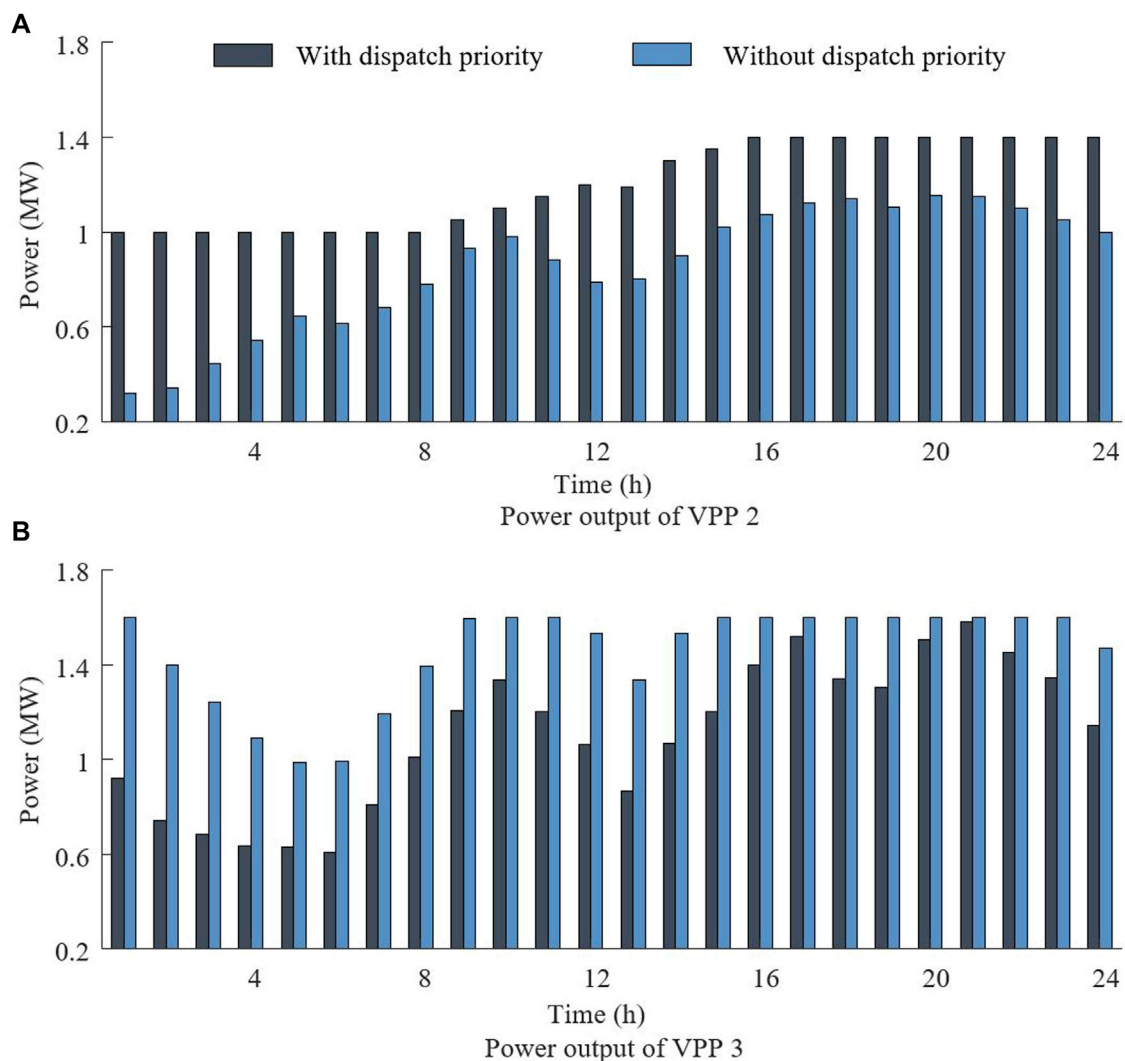 A
1.8
With dispatch priority
Without dispatch priority
1.4
Power (MW)
1
0.6
0.2
4 8 12 16 20 24
Time (h)
Power output of VPP 2
B
1.8
1.4
Power (MW)
1
0.6
0.2
4 8 12 16 20 24
Time (h)
Power output of VPP 3